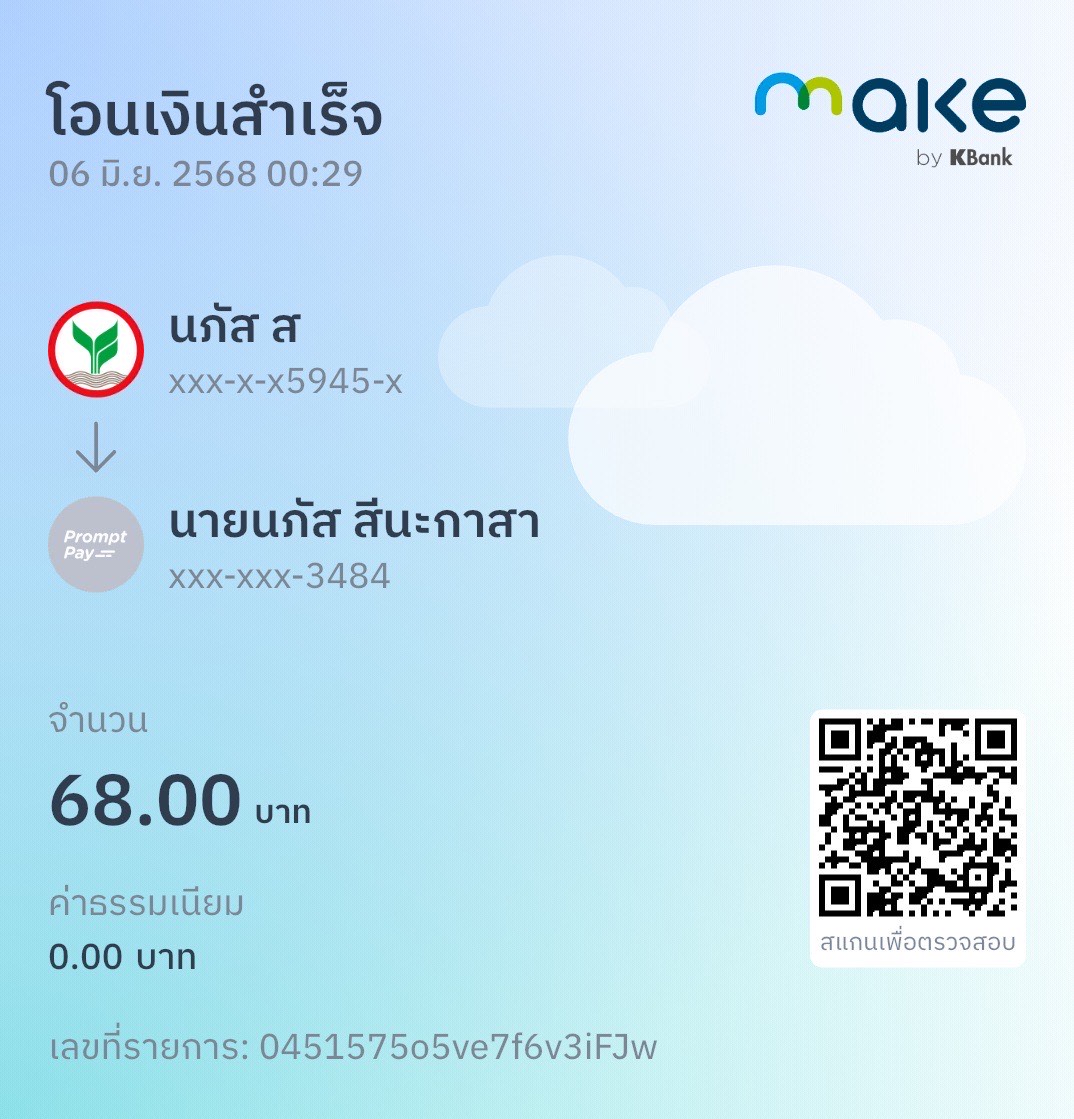 โอนเงินสำเร็จ
06 มิ.ย. 2568 00:29
make
by KBank
นภัส ส
xxx-x-x5945-x
Prompt
Pay
นายนภัส สีนะกาสา
xxx-xxx-3484
จำนวน
68.00 บาท
ค่าธรรมเนียม
0.00 บาท
สแกนเพื่อตรวจสอบ
เลขที่รายการ: 0451575o5ve7f6v3iFJw